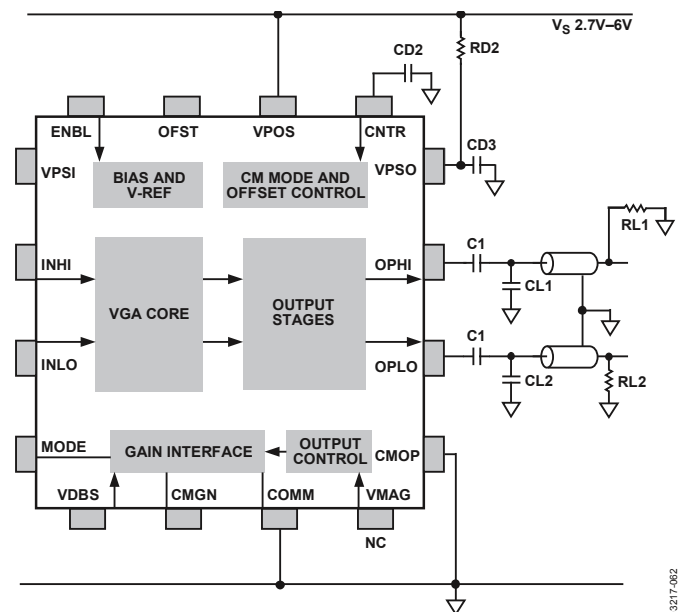 V_S 2.7V–6V
CD2
RD2
ENBL
OFST
VPOS
CNTR
CD3
VPSI
VPSO
BIAS AND
V-REF
CM MODE AND
OFFSET CONTROL
RL1
INHI
OPHI
C1
CL1
VGA CORE
OUTPUT
STAGES
C1
INLO
OPLO
CL2
RL2
MODE
GAIN INTERFACE
OUTPUT
CONTROL
CMOP
VDBS
CMGN
COMM
VMAG
NC
3217-062